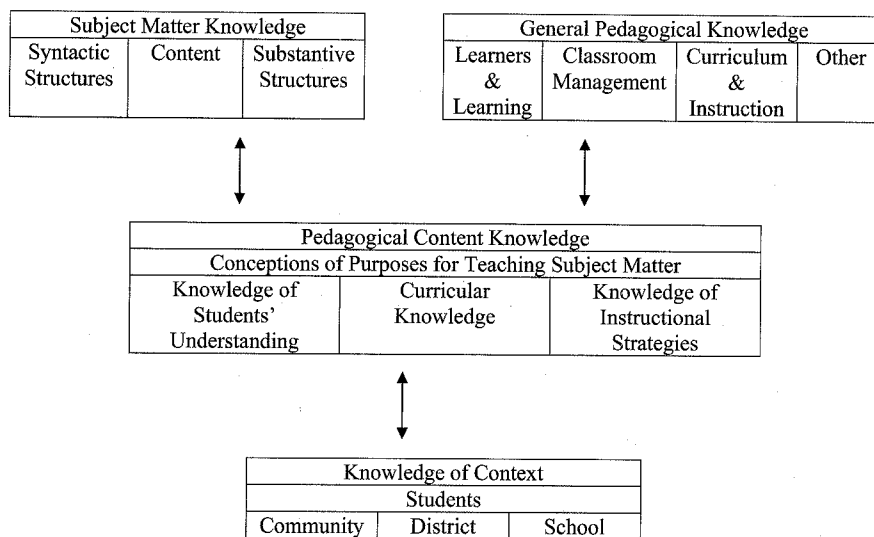 Subject Matter Knowledge
Syntactic Structures
Content
Substantive Structures
General Pedagogical Knowledge
Learners & Learning
Classroom Management
Curriculum & Instruction
Other
Pedagogical Content Knowledge
Conceptions of Purposes for Teaching Subject Matter
Knowledge of Students' Understanding
Curricular Knowledge
Knowledge of Instructional Strategies
Knowledge of Context
Students
Community
District
School